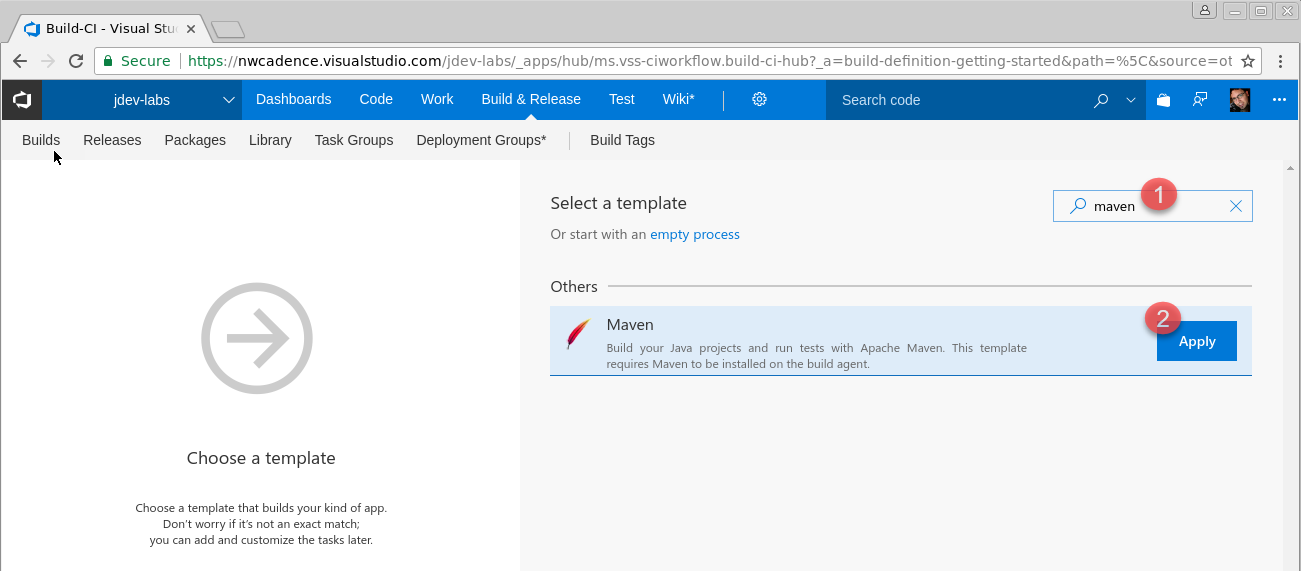 Build-CI - Visual Stu
Secure https://nwcadence.visualstudio.com/jdev-labs/_apps/hub/ms.vss-ciworkflow.build-ci-hub?_a=build-definition-getting-started&path=%5C&source=ot
jdev-labs Dashboards Code Work Build & Release Test Wiki* Search code
Builds Releases Packages Library Task Groups Deployment Groups* Build Tags
Select a template
maven
1
Or start with an empty process
Others
Maven
Build your Java projects and run tests with Apache Maven. This template
requires Maven to be installed on the build agent.
2
Apply
Choose a template
Choose a template that builds your kind of app.
Don't worry if it's not an exact match;
you can add and customize the tasks later.